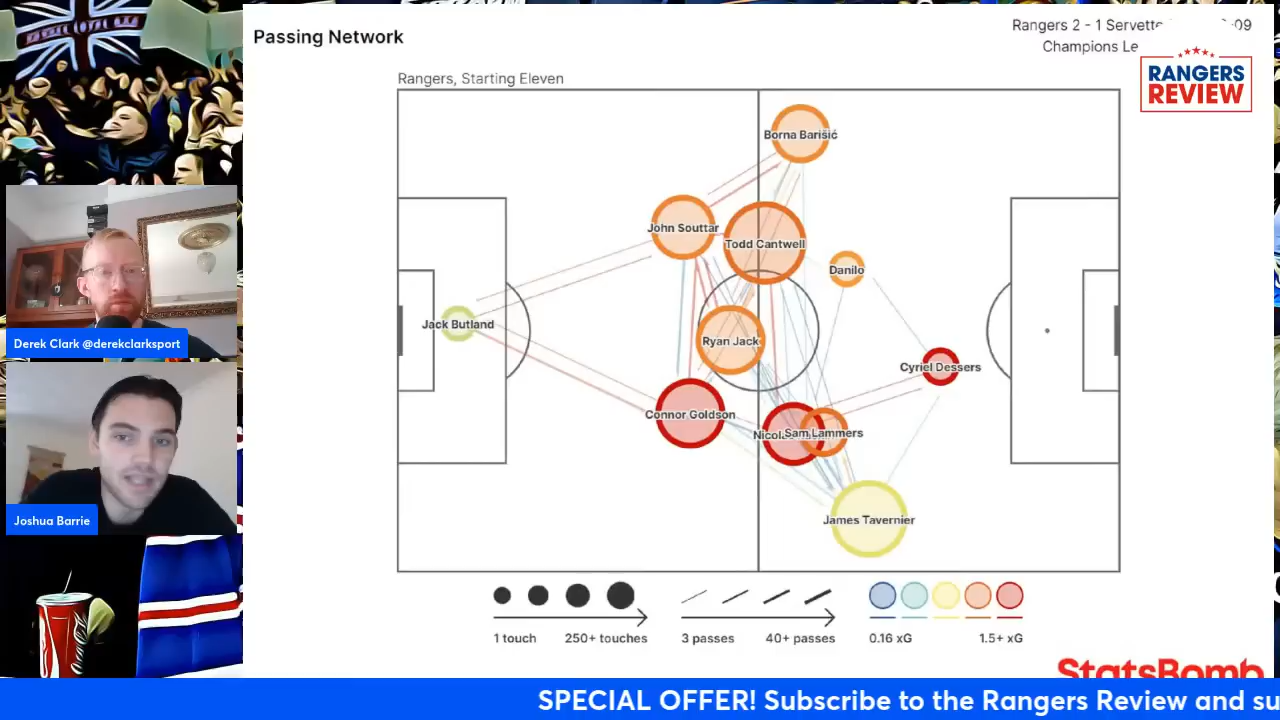 Passing Network
Rangers 2 - 1 Servette
-09
Champions Le
RANGERS
REVIEW
Rangers, Starting Eleven
Borna Barišić
John Souttar
Todd Cantwell
Danilo
Jack Butland
Ryan Jack
Cyriel Dessers
Connor Goldson
Sam Lammers
James Tavernier
Derek Clark @derekclarksport
Joshua Barrie
1 touch
250+ touches
3 passes
40+ passes
0.16 xG
1.5+ xG
StatsBomb
SPECIAL OFFER! Subscribe to the Rangers Review and su